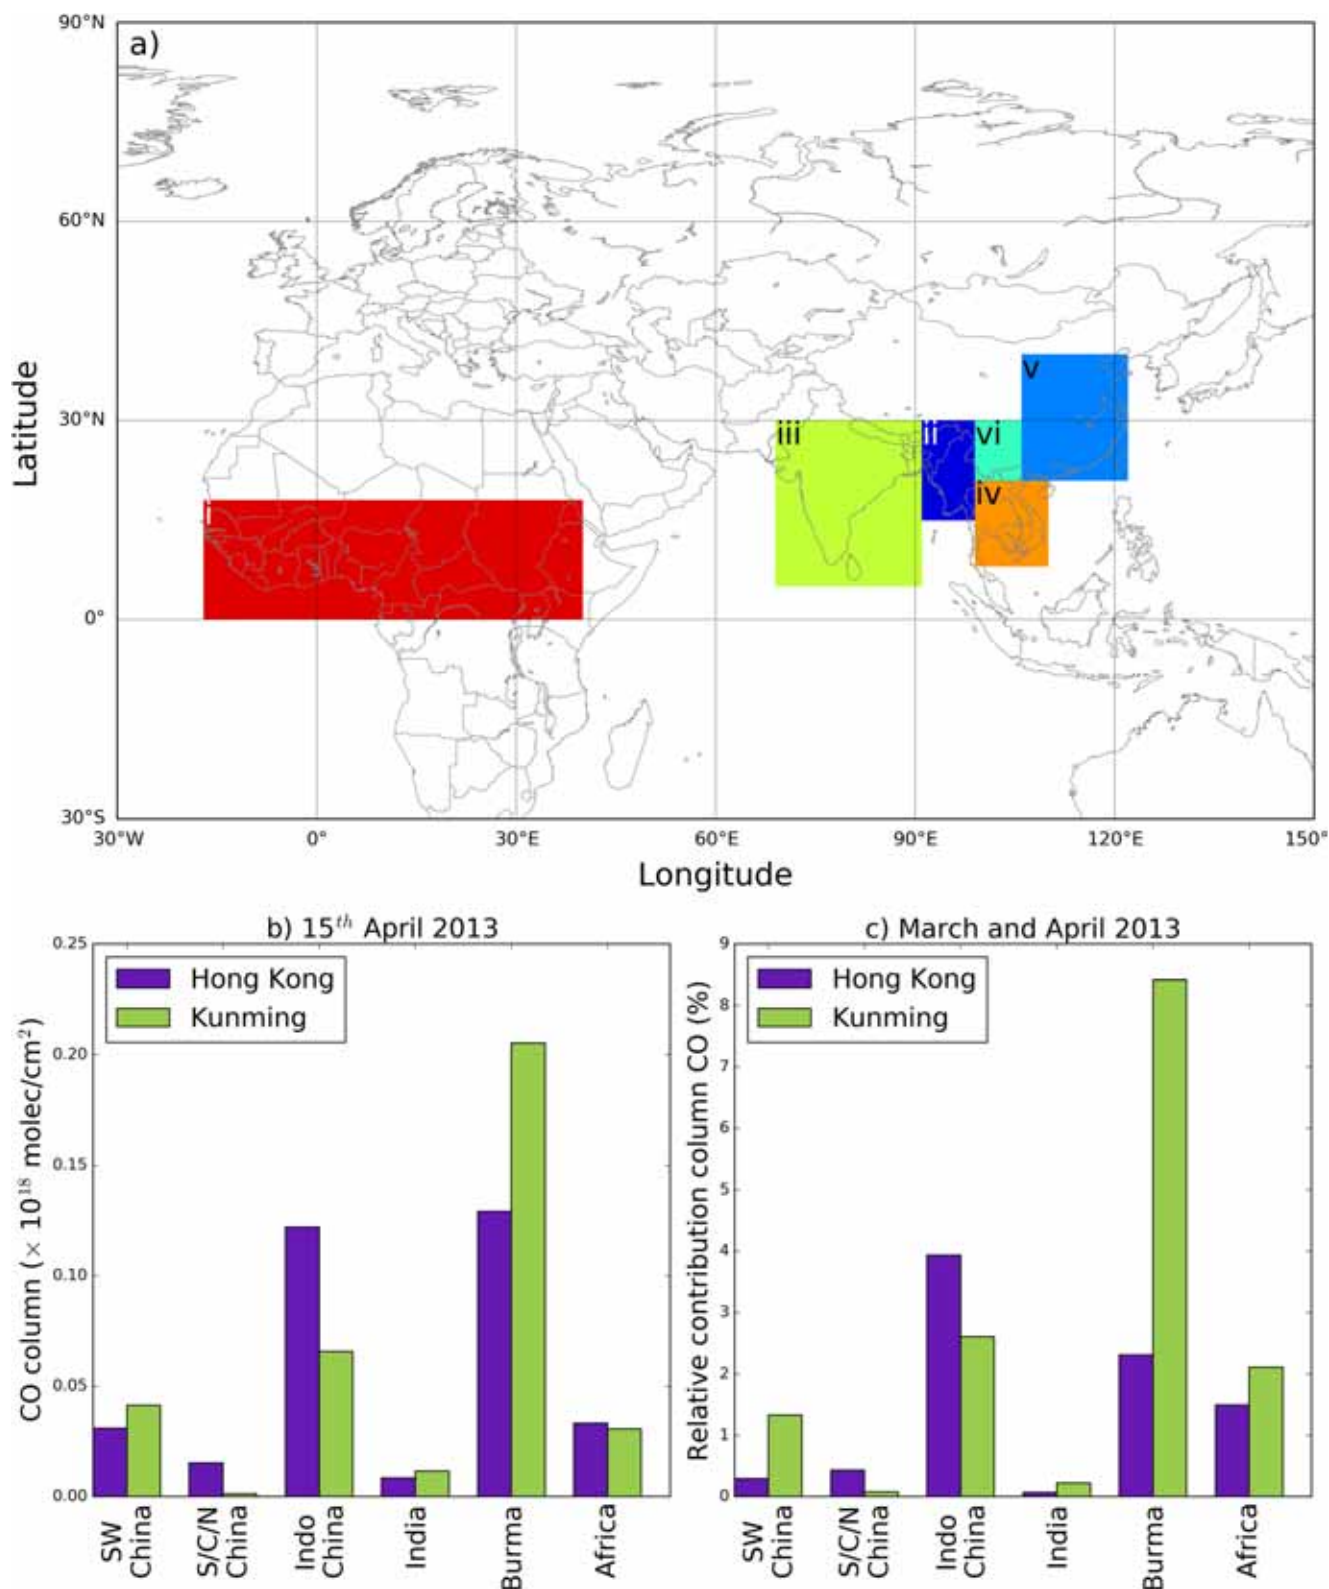 90°N
a)
60°N
Latitude
v
30°N
iii
ii
vi
iv
i
0°
30°S
30°W
0°
30°E
60°E
90°E
120°E
150°
Longitude
b) 15th April 2013
0.25
0.20
0.15
0.10
0.05
0.00
CO column (× 10¹⁸ molec/cm²)
Hong Kong
Kunming
SW China
S/C/N China
Indo China
India
Burma
Africa
c) March and April 2013
9
8
7
6
5
4
3
2
1
0
Relative contribution column CO (%)
Hong Kong
Kunming
SW China
S/C/N China
Indo China
India
Burma
Africa